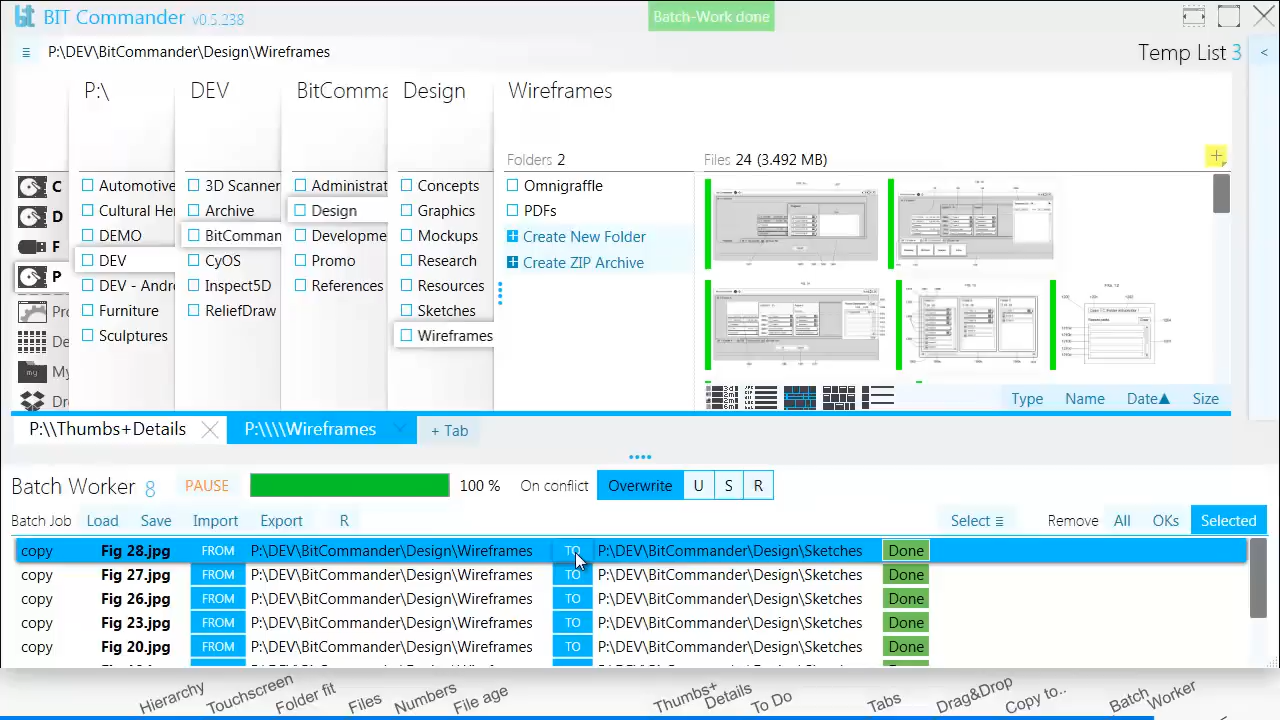 BIT Commander v0.5.238
Batch-Work done
P:\DEV\BitCommander\Design\Wireframes
Temp List 3 <
P:\ DEV BitComma Design Wireframes
Folders 2
Files 24 (3.492 MB)
C
D
F
P
Automotive
Cultural He
DEMO
DEV
DEV - Andr
Furniture
Sculptures
3D Scanner
Archive
BitComman
CyOS
Inspect5D
ReliefDraw
Administrat
Design
Developme
Promo
References
Concepts
Graphics
Mockups
Research
Resources
Sketches
Wireframes
Omnigraffle
PDFs
Create New Folder
Create ZIP Archive
Type Name Date▲ Size
P:\\Thumbs+Details P:\\\\Wireframes + Tab
Batch Worker 8 PAUSE 100 % On conflict Overwrite U S R
Batch Job Load Save Import Export R Select ≡ Remove All OKs Selected
copy Fig 28.jpg FROM P:\DEV\BitCommander\Design\Wireframes TO P:\DEV\BitCommander\Design\Sketches Done
copy Fig 27.jpg FROM P:\DEV\BitCommander\Design\Wireframes TO P:\DEV\BitCommander\Design\Sketches Done
copy Fig 26.jpg FROM P:\DEV\BitCommander\Design\Wireframes TO P:\DEV\BitCommander\Design\Sketches Done
copy Fig 23.jpg FROM P:\DEV\BitCommander\Design\Wireframes TO P:\DEV\BitCommander\Design\Sketches Done
copy Fig 20.jpg FROM P:\DEV\BitCommander\Design\Wireframes TO P:\DEV\BitCommander\Design\Sketches Done
Hierarchy Touchscreen Folder fit Files Numbers File age Thumbs+ Details To Do Tabs Drag&Drop Copy to.. Batch Worker